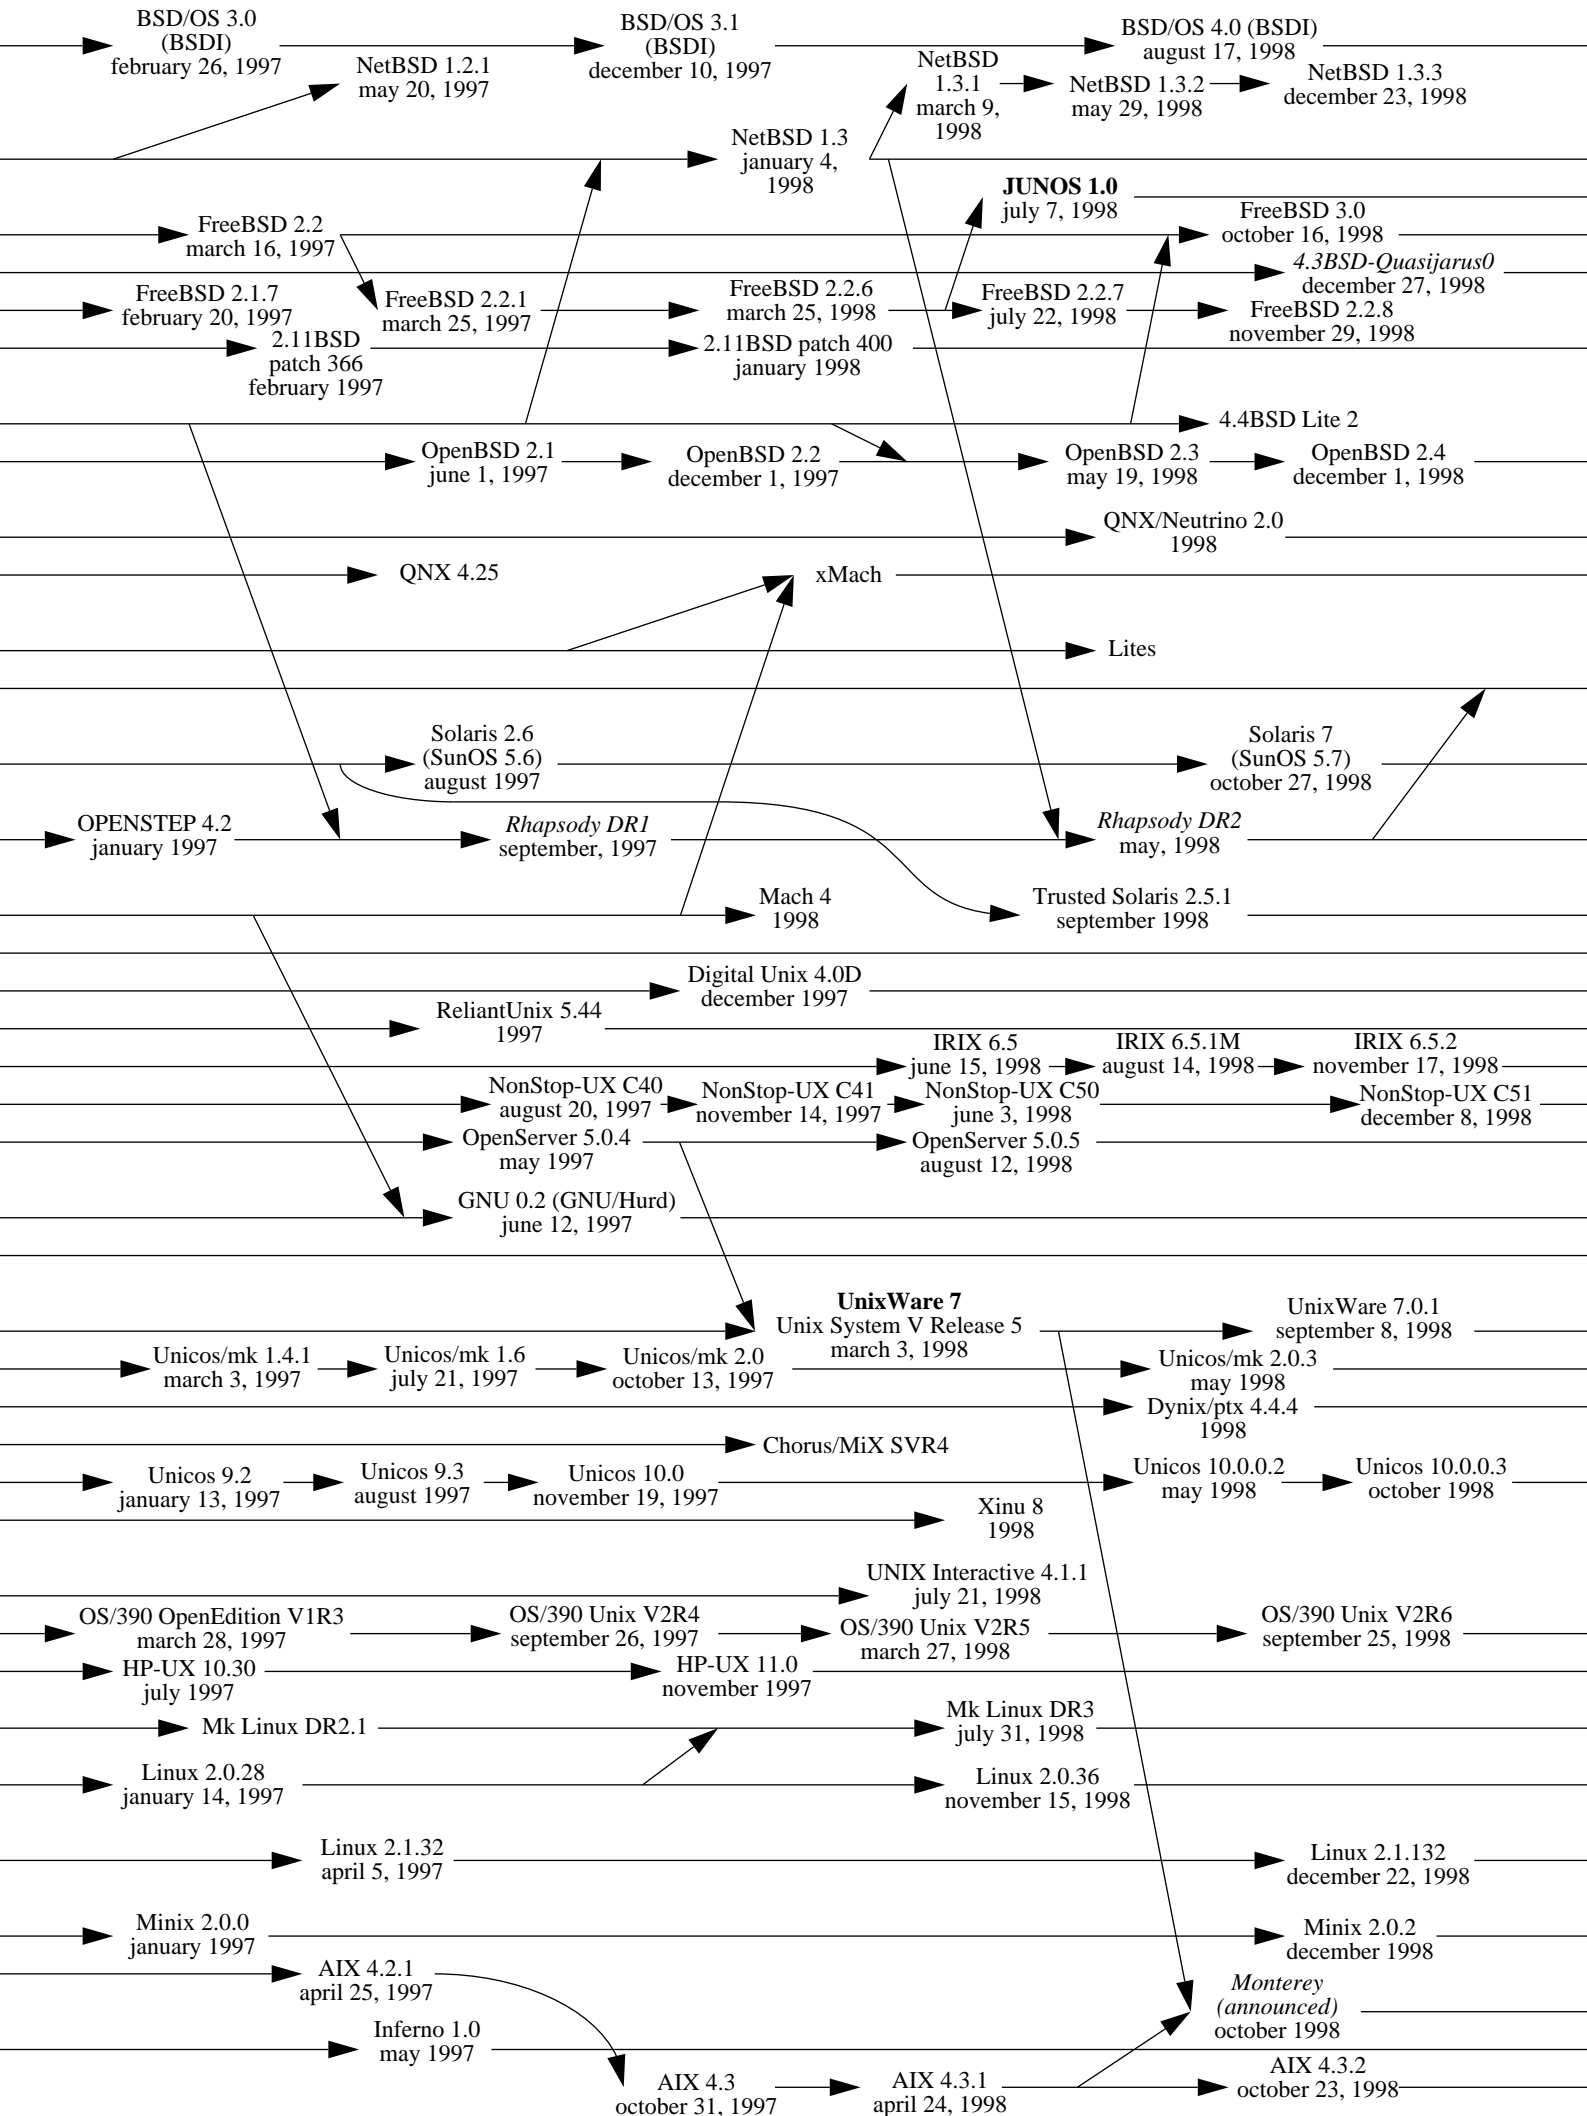 BSD/OS 3.0
(BSDI)
february 26, 1997
BSD/OS 3.1
(BSDI)
december 10, 1997
BSD/OS 4.0 (BSDI)
august 17, 1998
NetBSD 1.2.1
may 20, 1997
NetBSD
1.3.1
march 9,
1998
NetBSD 1.3.2
may 29, 1998
NetBSD 1.3.3
december 23, 1998
NetBSD 1.3
january 4,
1998
JUNOS 1.0
july 7, 1998
FreeBSD 2.2
march 16, 1997
FreeBSD 3.0
october 16, 1998
4.3BSD-Quasijarus0
december 27, 1998
FreeBSD 2.1.7
february 20, 1997
FreeBSD 2.2.1
march 25, 1997
FreeBSD 2.2.6
march 25, 1998
FreeBSD 2.2.7
july 22, 1998
FreeBSD 2.2.8
november 29, 1998
2.11BSD
patch 366
february 1997
2.11BSD patch 400
january 1998
4.4BSD Lite 2
OpenBSD 2.1
june 1, 1997
OpenBSD 2.2
december 1, 1997
OpenBSD 2.3
may 19, 1998
OpenBSD 2.4
december 1, 1998
QNX/Neutrino 2.0
1998
QNX 4.25
xMach
Lites
Solaris 2.6
(SunOS 5.6)
august 1997
Solaris 7
(SunOS 5.7)
october 27, 1998
OPENSTEP 4.2
january 1997
Rhapsody DR1
september, 1997
Rhapsody DR2
may, 1998
Mach 4
1998
Trusted Solaris 2.5.1
september 1998
Digital Unix 4.0D
december 1997
ReliantUnix 5.44
1997
IRIX 6.5
june 15, 1998
IRIX 6.5.1M
august 14, 1998
IRIX 6.5.2
november 17, 1998
NonStop-UX C40
august 20, 1997
NonStop-UX C41
november 14, 1997
NonStop-UX C50
june 3, 1998
NonStop-UX C51
december 8, 1998
OpenServer 5.0.4
may 1997
OpenServer 5.0.5
august 12, 1998
GNU 0.2 (GNU/Hurd)
june 12, 1997
UnixWare 7
Unix System V Release 5
march 3, 1998
UnixWare 7.0.1
september 8, 1998
Unicos/mk 1.4.1
march 3, 1997
Unicos/mk 1.6
july 21, 1997
Unicos/mk 2.0
october 13, 1997
Unicos/mk 2.0.3
may 1998
Dynix/ptx 4.4.4
1998
Chorus/MiX SVR4
Unicos 9.2
january 13, 1997
Unicos 9.3
august 1997
Unicos 10.0
november 19, 1997
Unicos 10.0.0.2
may 1998
Unicos 10.0.0.3
october 1998
Xinu 8
1998
UNIX Interactive 4.1.1
july 21, 1998
OS/390 OpenEdition V1R3
march 28, 1997
OS/390 Unix V2R4
september 26, 1997
OS/390 Unix V2R5
march 27, 1998
OS/390 Unix V2R6
september 25, 1998
HP-UX 10.30
july 1997
HP-UX 11.0
november 1997
Mk Linux DR2.1
Mk Linux DR3
july 31, 1998
Linux 2.0.28
january 14, 1997
Linux 2.0.36
november 15, 1998
Linux 2.1.32
april 5, 1997
Linux 2.1.132
december 22, 1998
Minix 2.0.0
january 1997
Minix 2.0.2
december 1998
AIX 4.2.1
april 25, 1997
Monterey
(announced)
october 1998
Inferno 1.0
may 1997
AIX 4.3
october 31, 1997
AIX 4.3.1
april 24, 1998
AIX 4.3.2
october 23, 1998